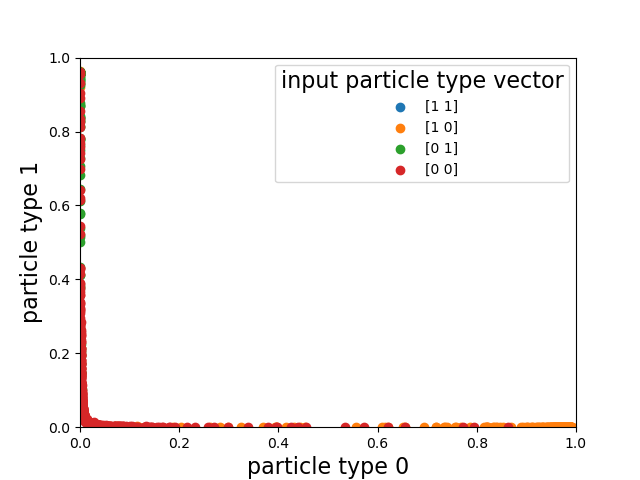 1.0
0.8
0.6
0.4
0.2
0.0
particle type 1
input particle type vector
[1 1]
[1 0]
[0 1]
[0 0]
0.0 0.2 0.4 0.6 0.8 1.0
particle type 0